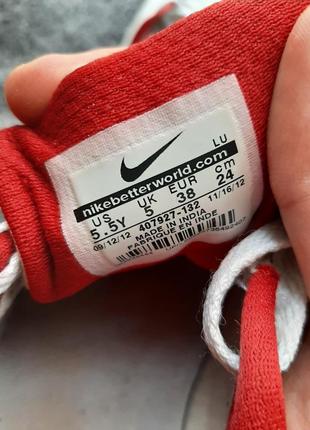 LU
nikebetterworld.com
US UK EUR cm
5.5Y 5 38 24
09/12/12 407927-132 11/16/12
MADE IN INDIA
FABRIQUE EN INDE